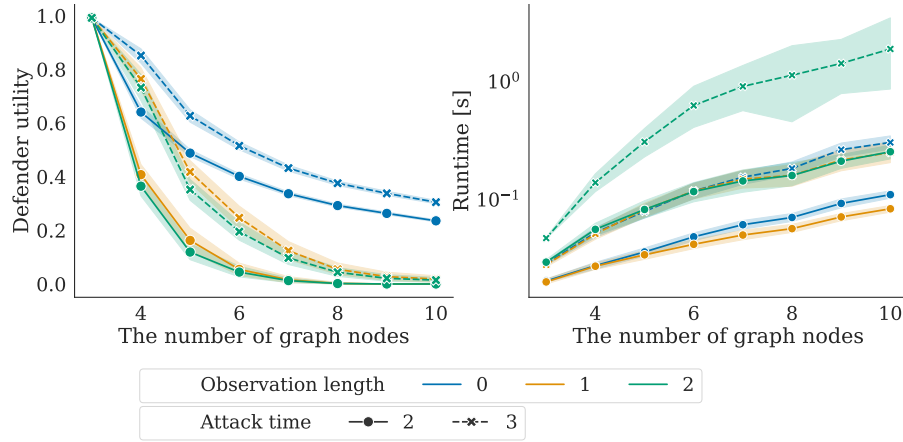 Defender utility
1.0
0.8
0.6
0.4
0.2
0.0
4
6
8
10
The number of graph nodes
Runtime [s]
10⁰
10⁻¹
4
6
8
10
The number of graph nodes
Observation length 0 1 2
Attack time 2 3